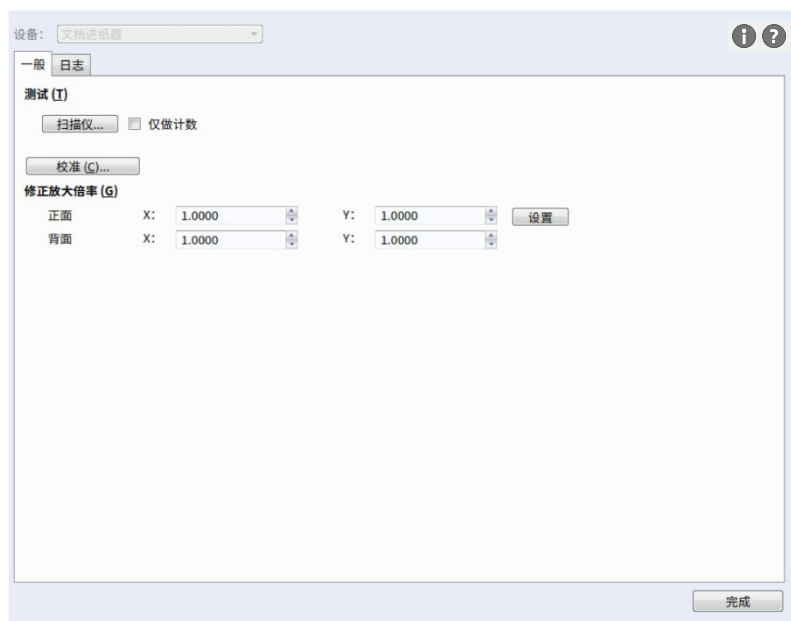 设备： 文档进纸器
一般 日志
测试 (T)
扫描仪... 仅做计数
校准 (C)...
修正放大倍率 (G)
正面 X： 1.0000 Y： 1.0000 设置
背面 X： 1.0000 Y： 1.0000
完成